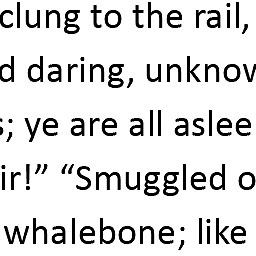 clung to the rail,
d daring, unknow
s; ye are all aslee
ir!” “Smuggled o
whalebone; like